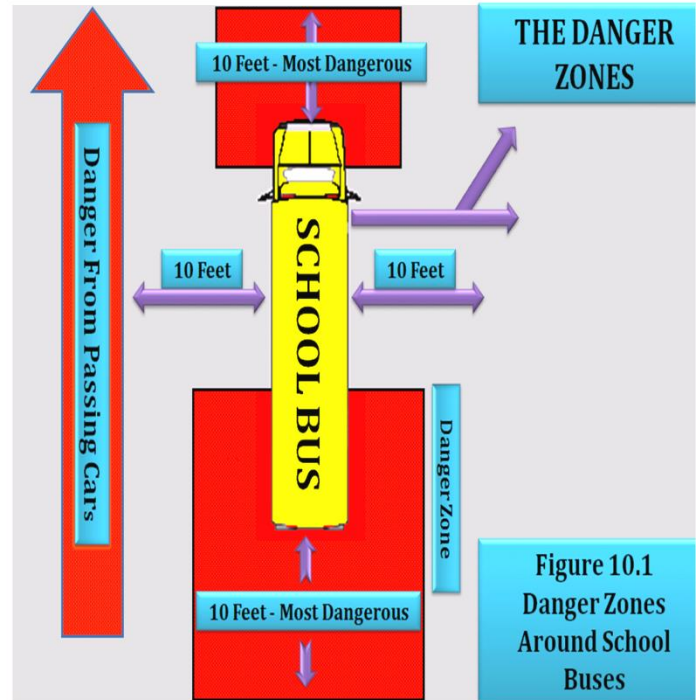 THE DANGER
ZONES
10 Feet - Most Dangerous
Danger From Passing Cars
10 Feet
10 Feet
SCHOOL BUS
Danger Zone
10 Feet - Most Dangerous
Figure 10.1
Danger Zones
Around School
Buses